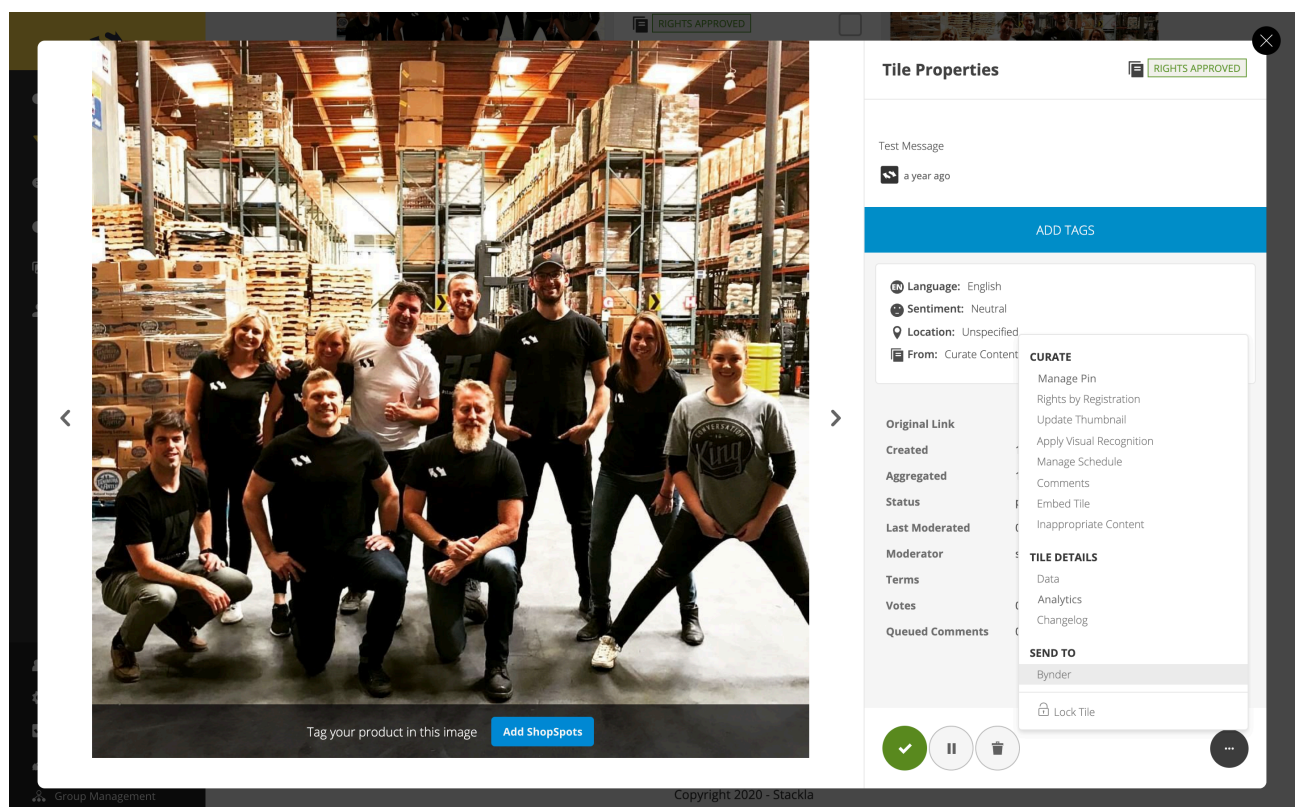 RIGHTS APPROVED
Tile Properties
RIGHTS APPROVED
Test Message
a year ago
ADD TAGS
EN Language: English
Sentiment: Neutral
Location: Unspecified
From: Curate Content
CURATE
Manage Pin
Rights by Registration
Update Thumbnail
Apply Visual Recognition
Manage Schedule
Comments
Embed Tile
Inappropriate Content
TILE DETAILS
Data
Analytics
Changelog
SEND TO
Bynder
Lock Tile
Original Link
Created
Aggregated
Status
Last Moderated
Moderator
Terms
Votes
Queued Comments
CONVERSATION
King
G
H
Tag your product in this image
Add ShopSpots
Group Management
Copyright 2020 - Stackla